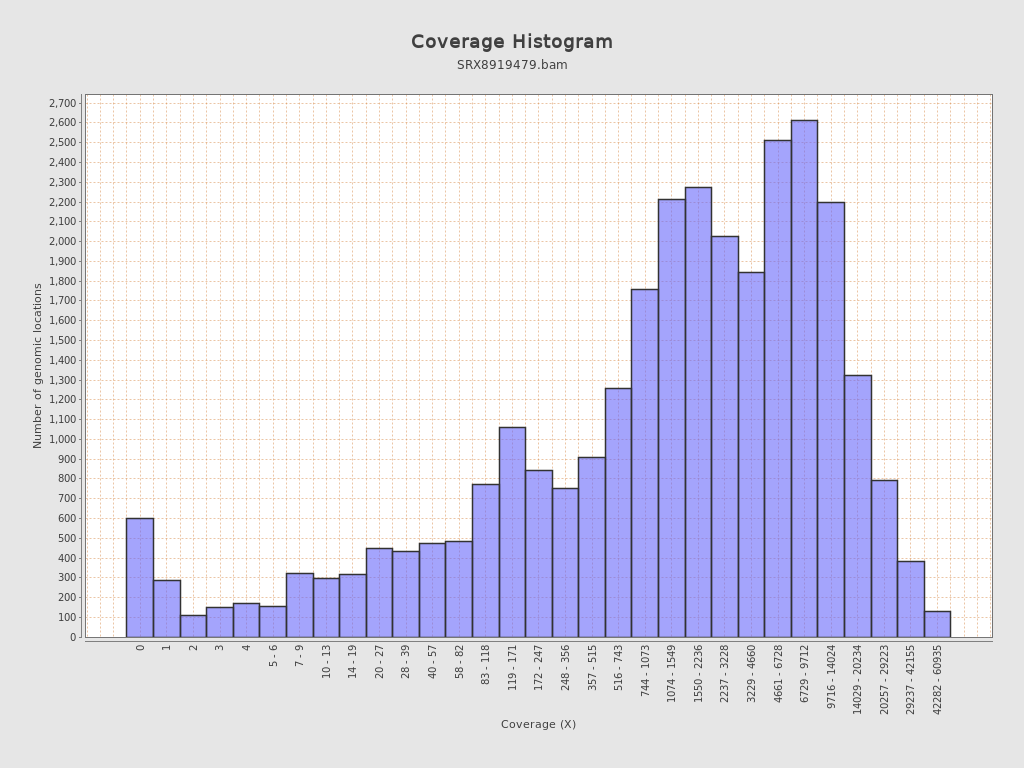 Coverage Histogram
SRX8919479.bam
Number of genomic locations
2,700
2,600
2,500
2,400
2,300
2,200
2,100
2,000
1,900
1,800
1,700
1,600
1,500
1,400
1,300
1,200
1,100
1,000
900
800
700
600
500
400
300
200
100
0
0
1
2
3
4
5 - 6
7 - 9
10 - 13
14 - 19
20 - 27
28 - 39
40 - 57
58 - 82
83 - 118
119 - 171
172 - 247
248 - 356
357 - 515
516 - 743
744 - 1073
1074 - 1549
1550 - 2236
2237 - 3228
3229 - 4660
4661 - 6728
6729 - 9712
9716 - 14024
14029 - 20234
20257 - 29223
29237 - 42155
42282 - 60935
Coverage (X)